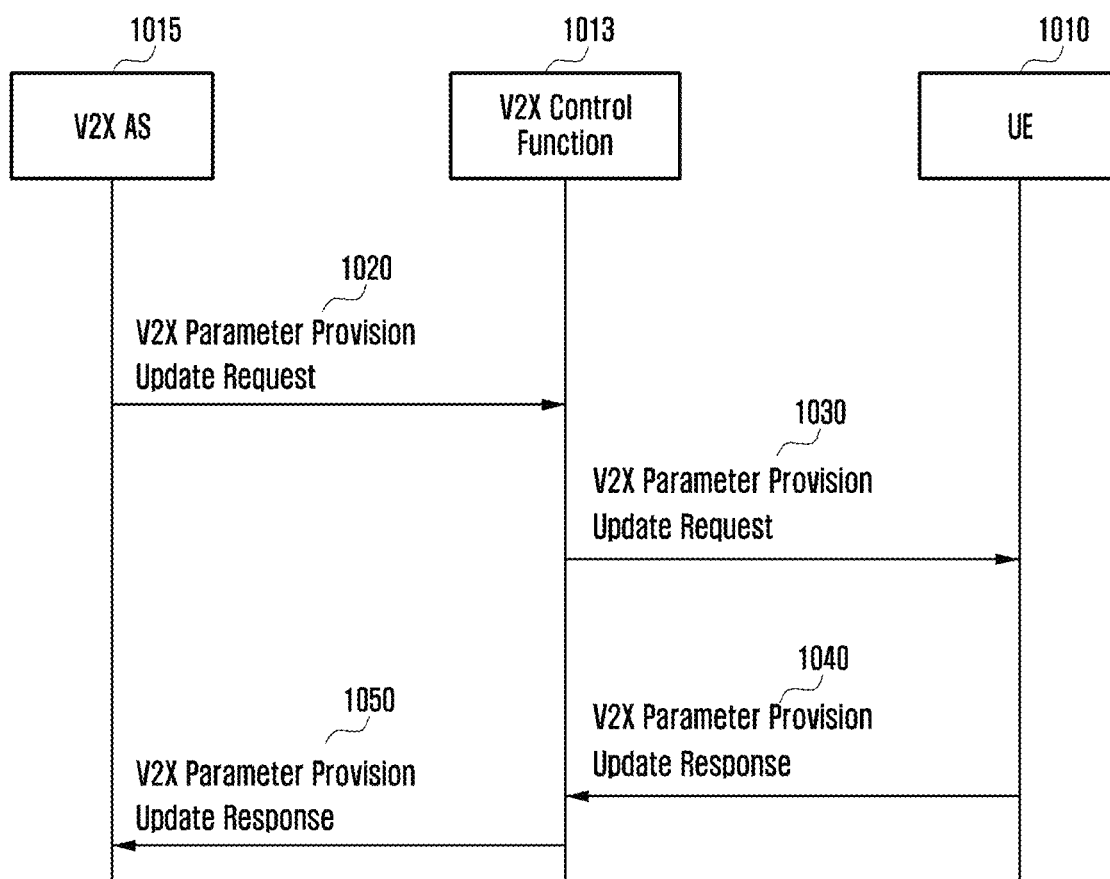 1015
1013
1010
V2X AS
V2X Control
Function
UE
1020
V2X Parameter Provision
Update Request
1030
V2X Parameter Provision
Update Request
1040
V2X Parameter Provision
Update Response
1050
V2X Parameter Provision
Update Response